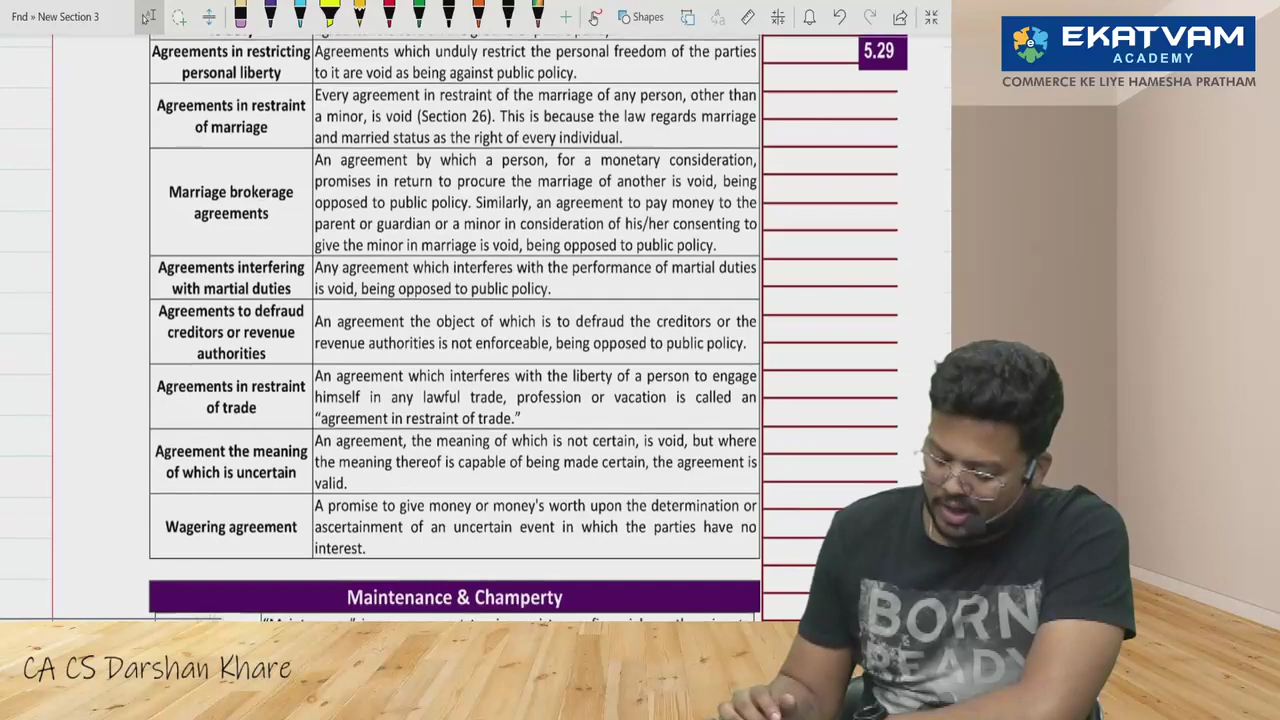 Fnd » New Section 3
Shapes
EKATVAM
ACADEMY
COMMERCE KE LIYE HAMESHA PRATHAM
5.29
Agreements in restricting
personal liberty
Agreements which unduly restrict the personal freedom of the parties
to it are void as being against public policy.
Agreements in restraint
of marriage
Every agreement in restraint of the marriage of any person, other than
a minor, is void (Section 26). This is because the law regards marriage
and married status as the right of every individual.
Marriage brokerage
agreements
An agreement by which a person, for a monetary consideration,
promises in return to procure the marriage of another is void, being
opposed to public policy. Similarly, an agreement to pay money to the
parent or guardian or a minor in consideration of his/her consenting to
give the minor in marriage is void, being opposed to public policy.
Agreements interfering
with martial duties
Any agreement which interferes with the performance of martial duties
is void, being opposed to public policy.
Agreements to defraud
creditors or revenue
authorities
An agreement the object of which is to defraud the creditors or the
revenue authorities is not enforceable, being opposed to public policy.
Agreements in restraint
of trade
An agreement which interferes with the liberty of a person to engage
himself in any lawful trade, profession or vacation is called an
“agreement in restraint of trade.”
Agreement the meaning
of which is uncertain
An agreement, the meaning of which is not certain, is void, but where
the meaning thereof is capable of being made certain, the agreement is
valid.
Wagering agreement
A promise to give money or money's worth upon the determination or
ascertainment of an uncertain event in which the parties have no
interest.
Maintenance & Champerty
BORN
READY
CA CS Darshan Khare